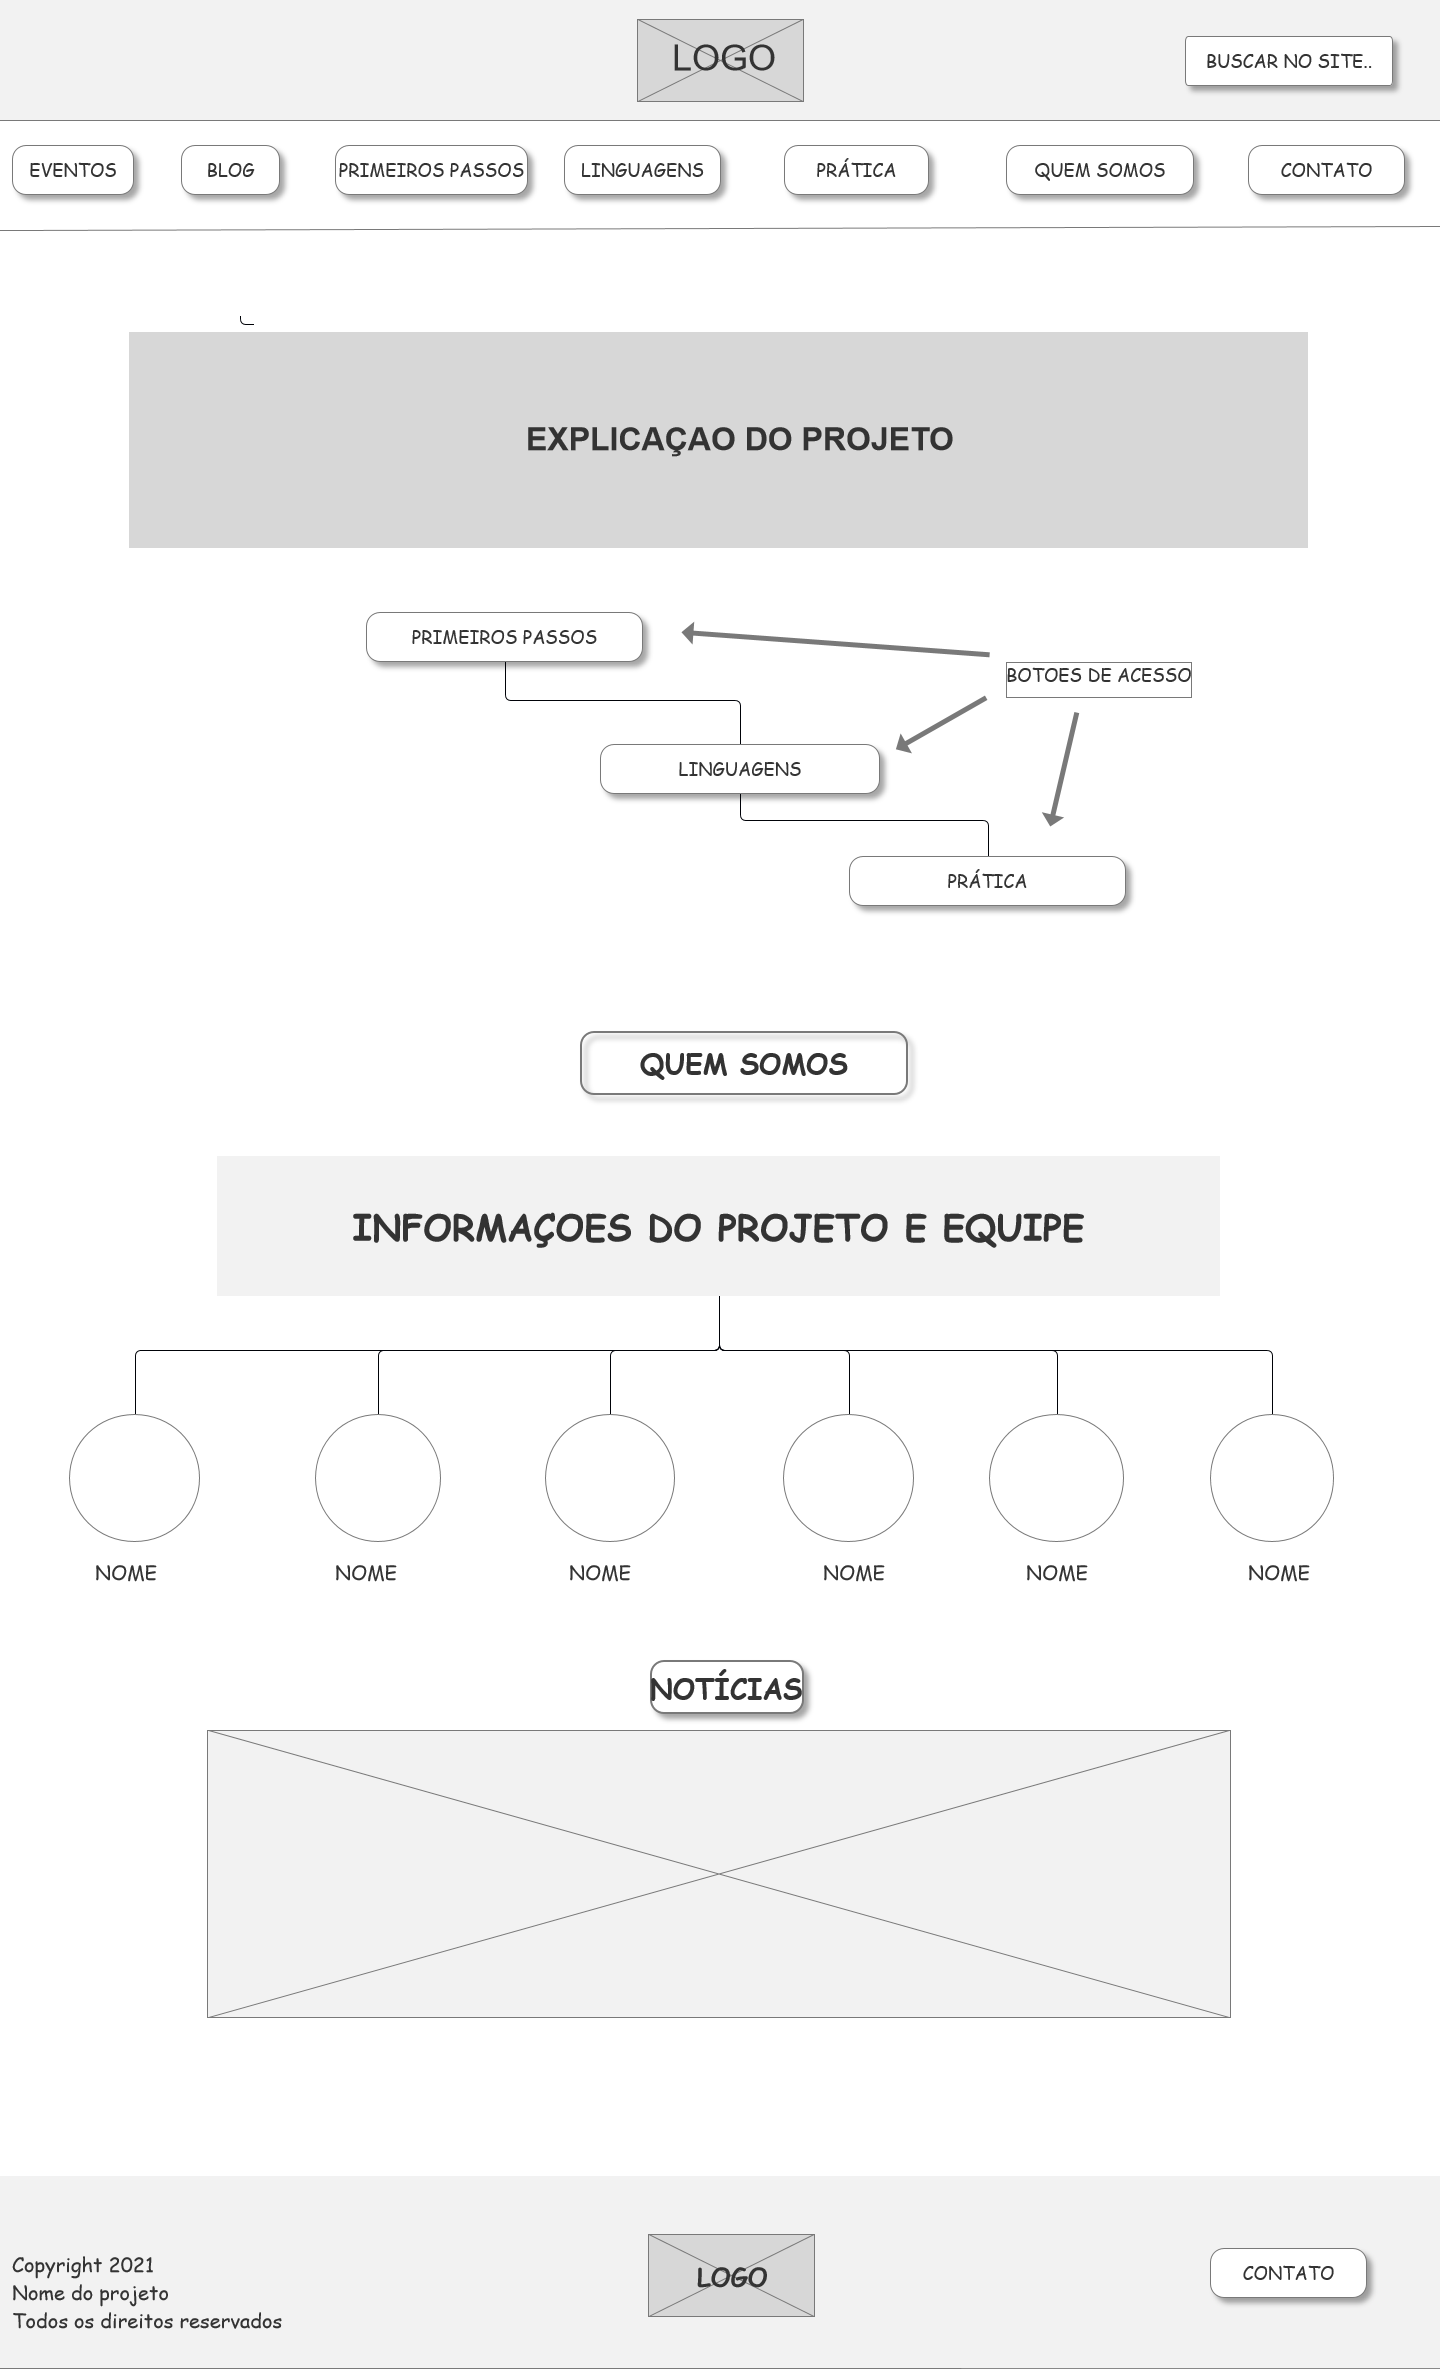 LOGO
BUSCAR NO SITE..
EVENTOS
BLOG
PRIMEIROS PASSOS
LINGUAGENS
PRÁTICA
QUEM SOMOS
CONTATO
EXPLICAÇAO DO PROJETO
PRIMEIROS PASSOS
BOTOES DE ACESSO
LINGUAGENS
PRÁTICA
QUEM SOMOS
INFORMAÇOES DO PROJETO E EQUIPE
NOME
NOME
NOME
NOME
NOME
NOME
NOTÍCIAS
Copyright 2021
Nome do projeto
Todos os direitos reservados
LOGO
CONTATO